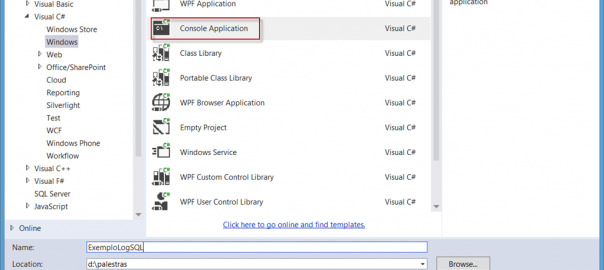 Visual Basic
Visual C#
Windows Store
Windows
Web
Office/SharePoint
Cloud
Reporting
Silverlight
Test
WCF
Windows Phone
Workflow
Visual C++
Visual F#
SQL Server
JavaScript
Online
WPF Application Visual C#
Console Application Visual C#
Class Library Visual C#
Portable Class Library Visual C#
WPF Browser Application Visual C#
Empty Project Visual C#
Windows Service Visual C#
WPF Custom Control Library Visual C#
WPF User Control Library Visual C#
Click here to go online and find templates.
application
Name: ExemploLogSQL
Location: d:\palestras Browse...